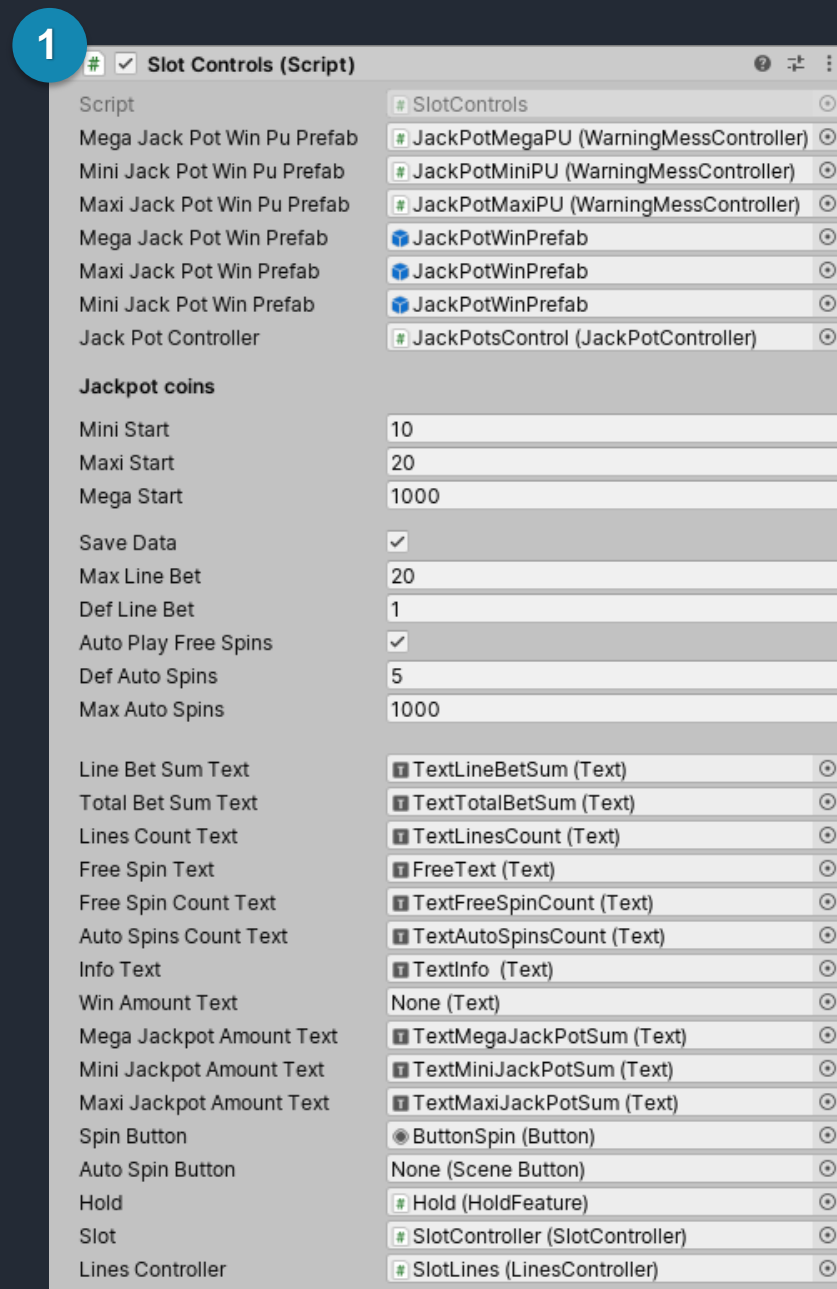 1
# Slot Controls (Script)
Script # SlotControls
Mega Jack Pot Win Pu Prefab # JackPotMegaPU (WarningMessController)
Mini Jack Pot Win Pu Prefab # JackPotMiniPU (WarningMessController)
Maxi Jack Pot Win Pu Prefab # JackPotMaxiPU (WarningMessController)
Mega Jack Pot Win Prefab JackPotWinPrefab
Maxi Jack Pot Win Prefab JackPotWinPrefab
Mini Jack Pot Win Prefab JackPotWinPrefab
Jack Pot Controller # JackPotsControl (JackPotController)
Jackpot coins
Mini Start 10
Maxi Start 20
Mega Start 1000
Save Data
Max Line Bet 20
Def Line Bet 1
Auto Play Free Spins
Def Auto Spins 5
Max Auto Spins 1000
Line Bet Sum Text T TextLineBetSum (Text)
Total Bet Sum Text T TextTotalBetSum (Text)
Lines Count Text T TextLinesCount (Text)
Free Spin Text T FreeText (Text)
Free Spin Count Text T TextFreeSpinCount (Text)
Auto Spins Count Text T TextAutoSpinsCount (Text)
Info Text T TextInfo (Text)
Win Amount Text None (Text)
Mega Jackpot Amount Text T TextMegaJackPotSum (Text)
Mini Jackpot Amount Text T TextMiniJackPotSum (Text)
Maxi Jackpot Amount Text T TextMaxiJackPotSum (Text)
Spin Button ButtonSpin (Button)
Auto Spin Button None (Scene Button)
Hold # Hold (HoldFeature)
Slot # SlotController (SlotController)
Lines Controller # SlotLines (LinesController)